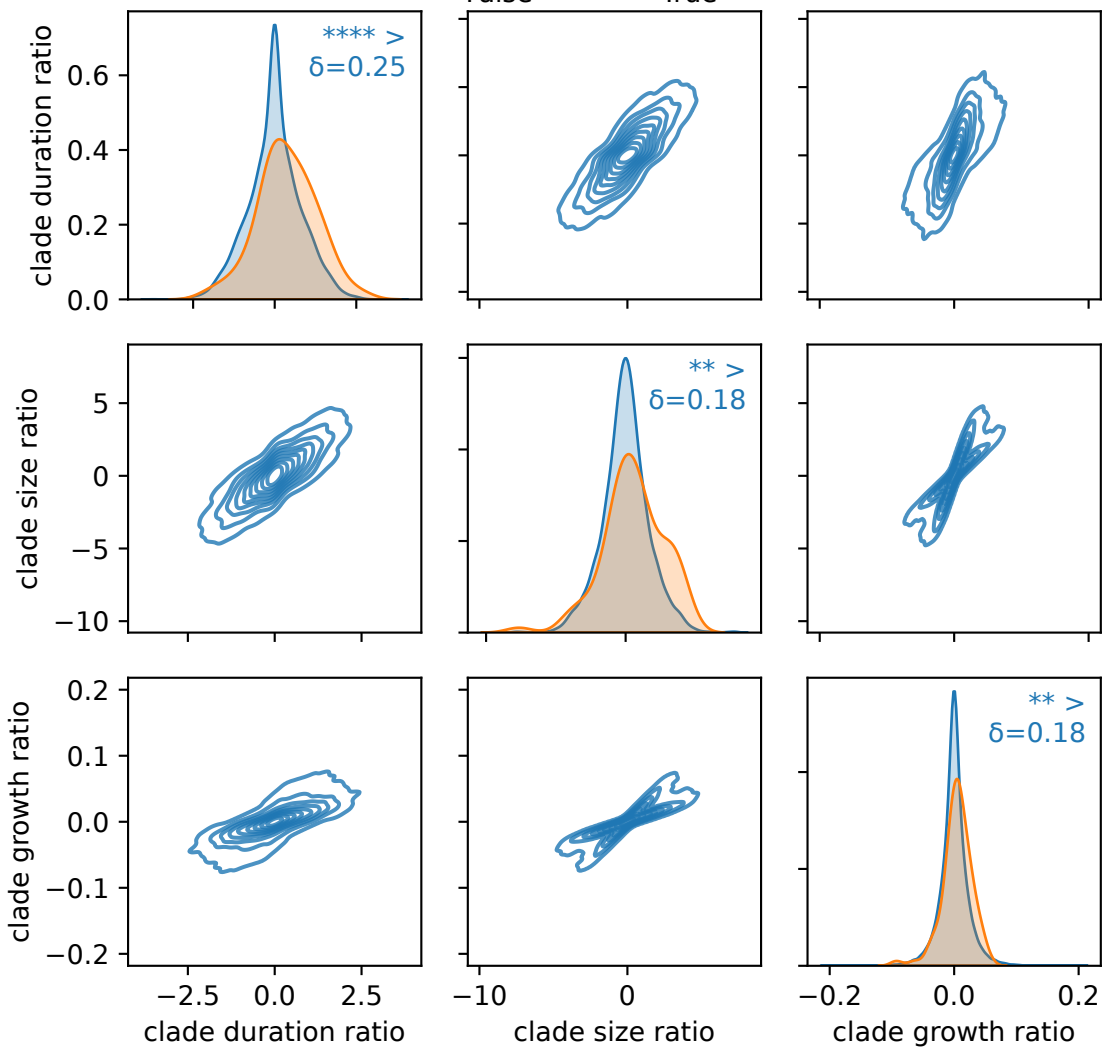 clade duration ratio
0.6
0.4
0.2
0.0
**** >
δ=0.25
clade size ratio
5
0
−5
−10
** >
δ=0.18
clade growth ratio
0.2
0.1
0.0
−0.1
−0.2
** >
δ=0.18
−2.5 0.0 2.5
−10 0
−0.2 0.0 0.2
clade duration ratio
clade size ratio
clade growth ratio